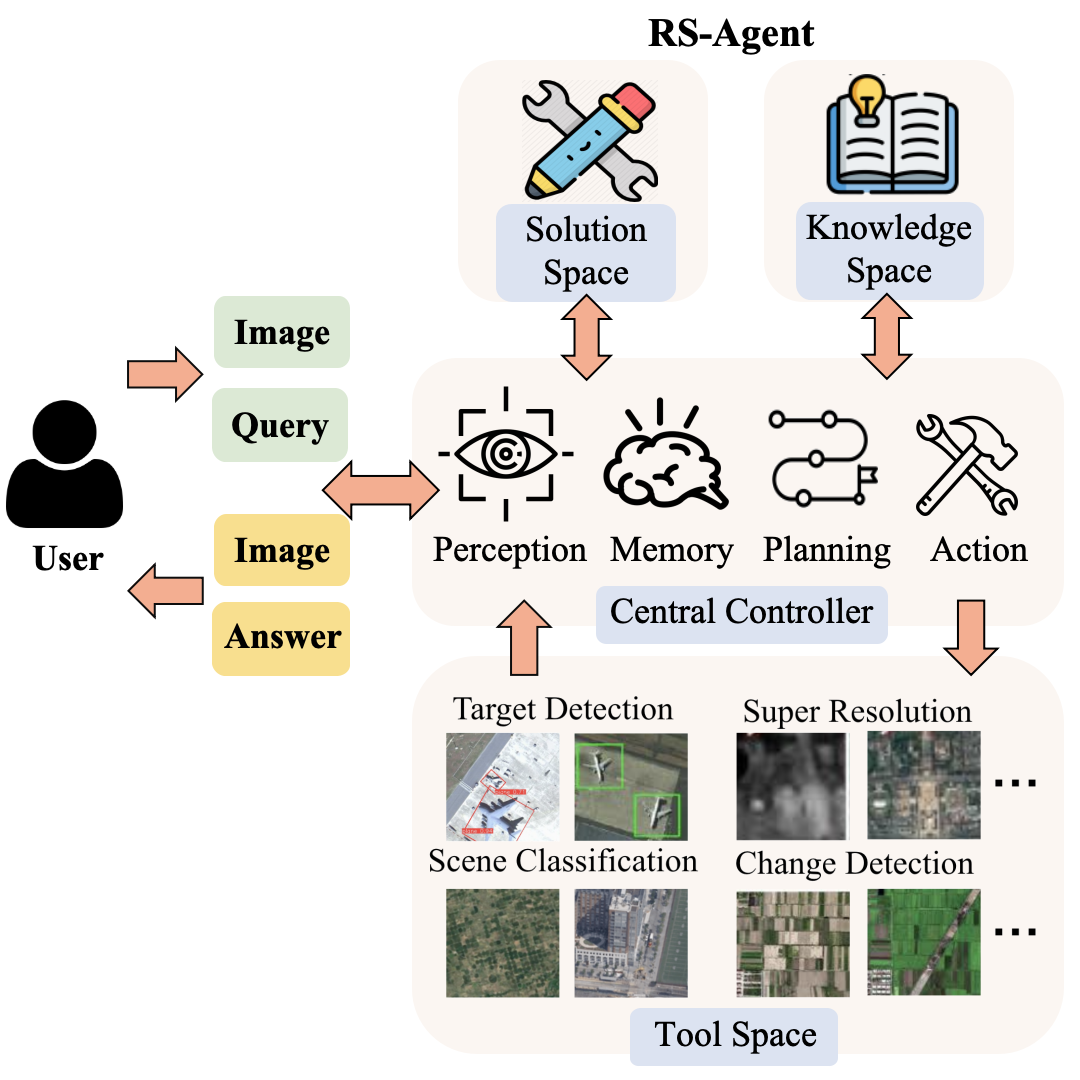 RS-Agent
Solution
Space
Knowledge
Space
Image
Query
User
Image
Answer
Perception
Memory
Planning
Action
Central Controller
Target Detection
Super Resolution
...
Scene Classification
Change Detection
...
Tool Space